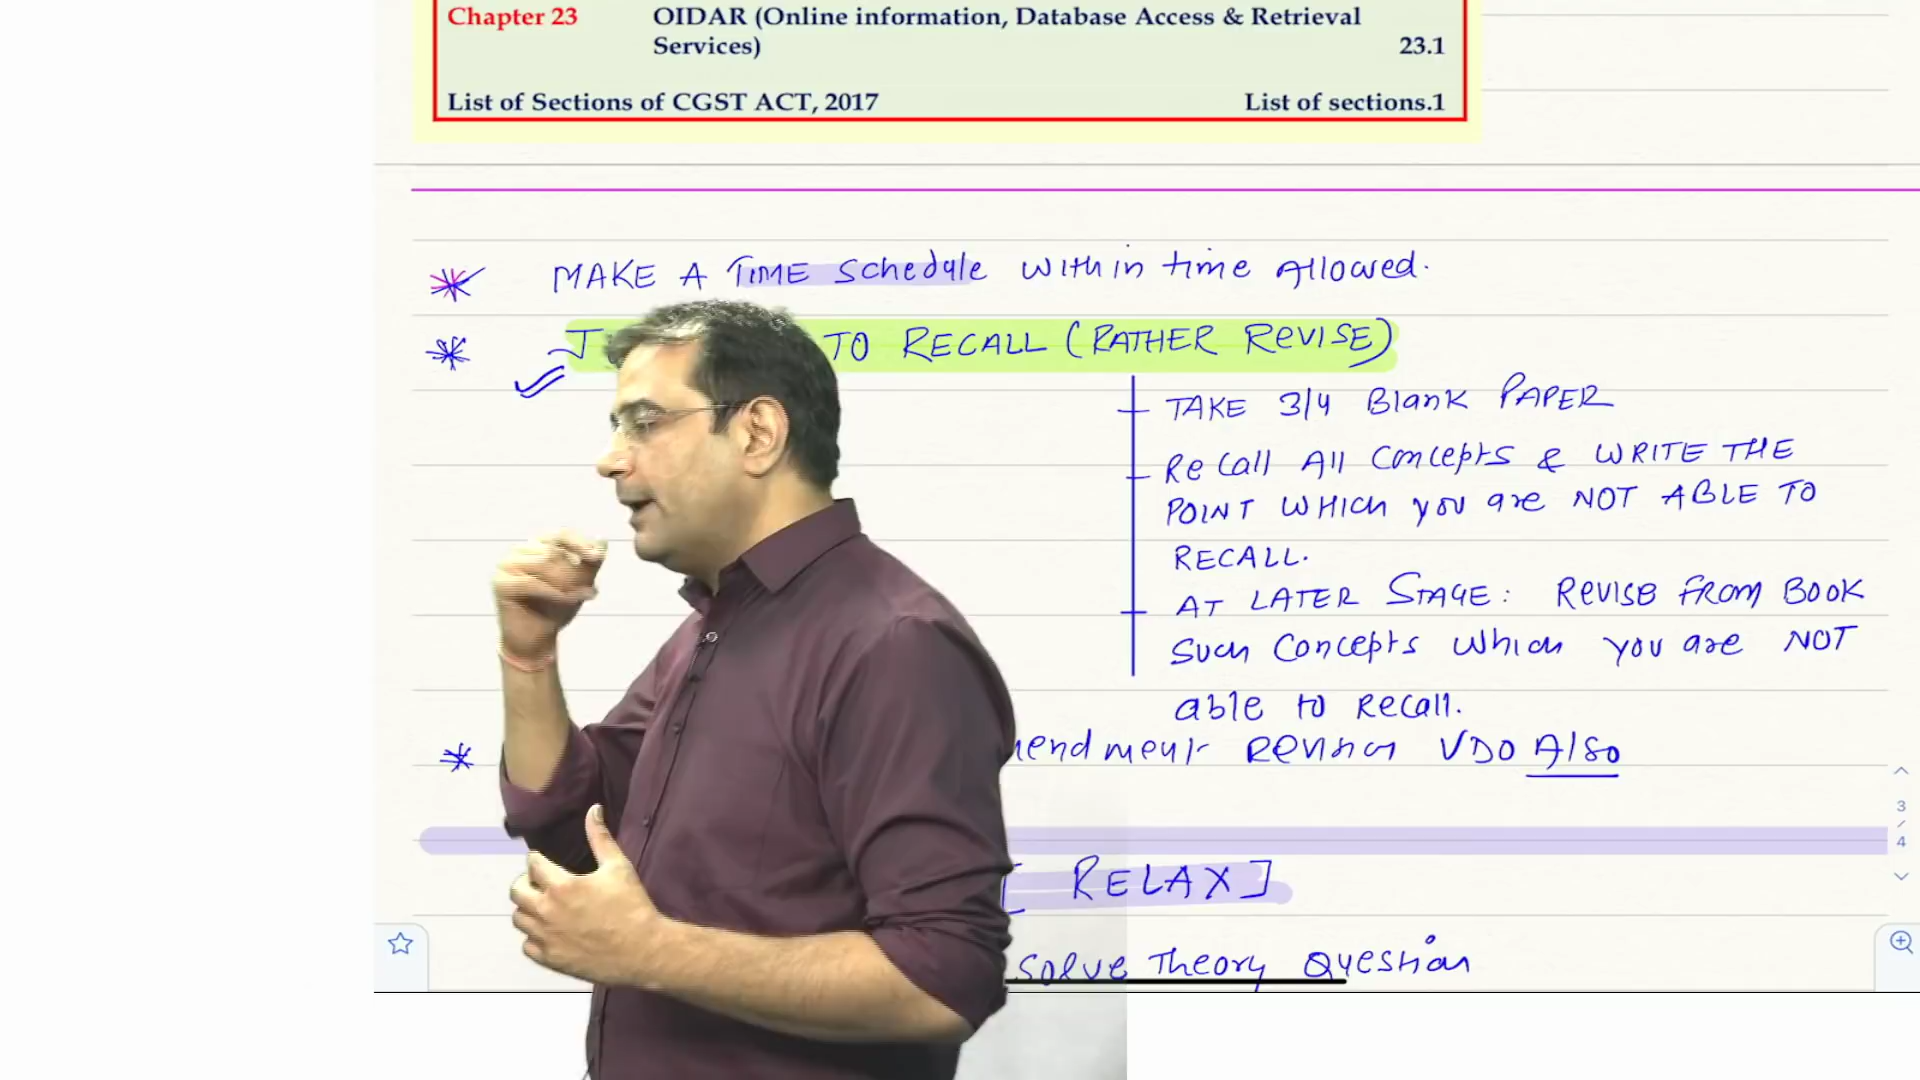 Chapter 23 OIDAR (Online information, Database Access & Retrieval
Services) 23.1
List of Sections of CGST ACT, 2017 List of sections.1
MAKE A TIME Schedule within time Allowed.
TO RECALL (RATHER REVISE)
TAKE 3/4 Blank PAPER
Recall All Concepts & WRITE THE
POINT WHICH you are NOT ABLE TO
RECALL.
AT LATER STAGE: Revise from BOOK
Such Concepts which you are NOT
able to Recall.
VDO Also
[ RELAX ]
Solve Theory Question
3
/
4